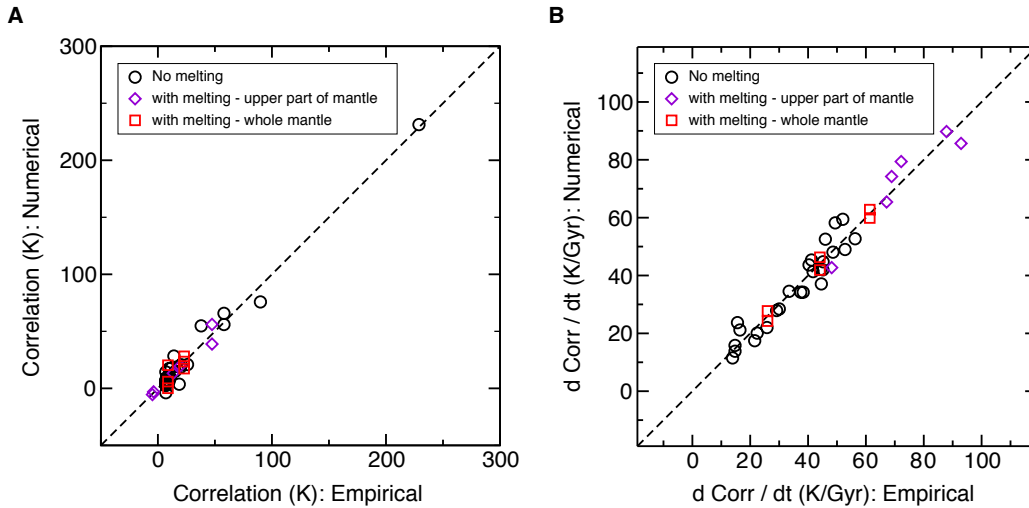 A
300
200
100
0
0
100
200
300
Correlation (K): Numerical
Correlation (K): Empirical
No melting
with melting - upper part of mantle
with melting - whole mantle
B
100
80
60
40
20
0
0
20
40
60
80
100
d Corr / dt (K/Gyr): Numerical
d Corr / dt (K/Gyr): Empirical
No melting
with melting - upper part of mantle
with melting - whole mantle